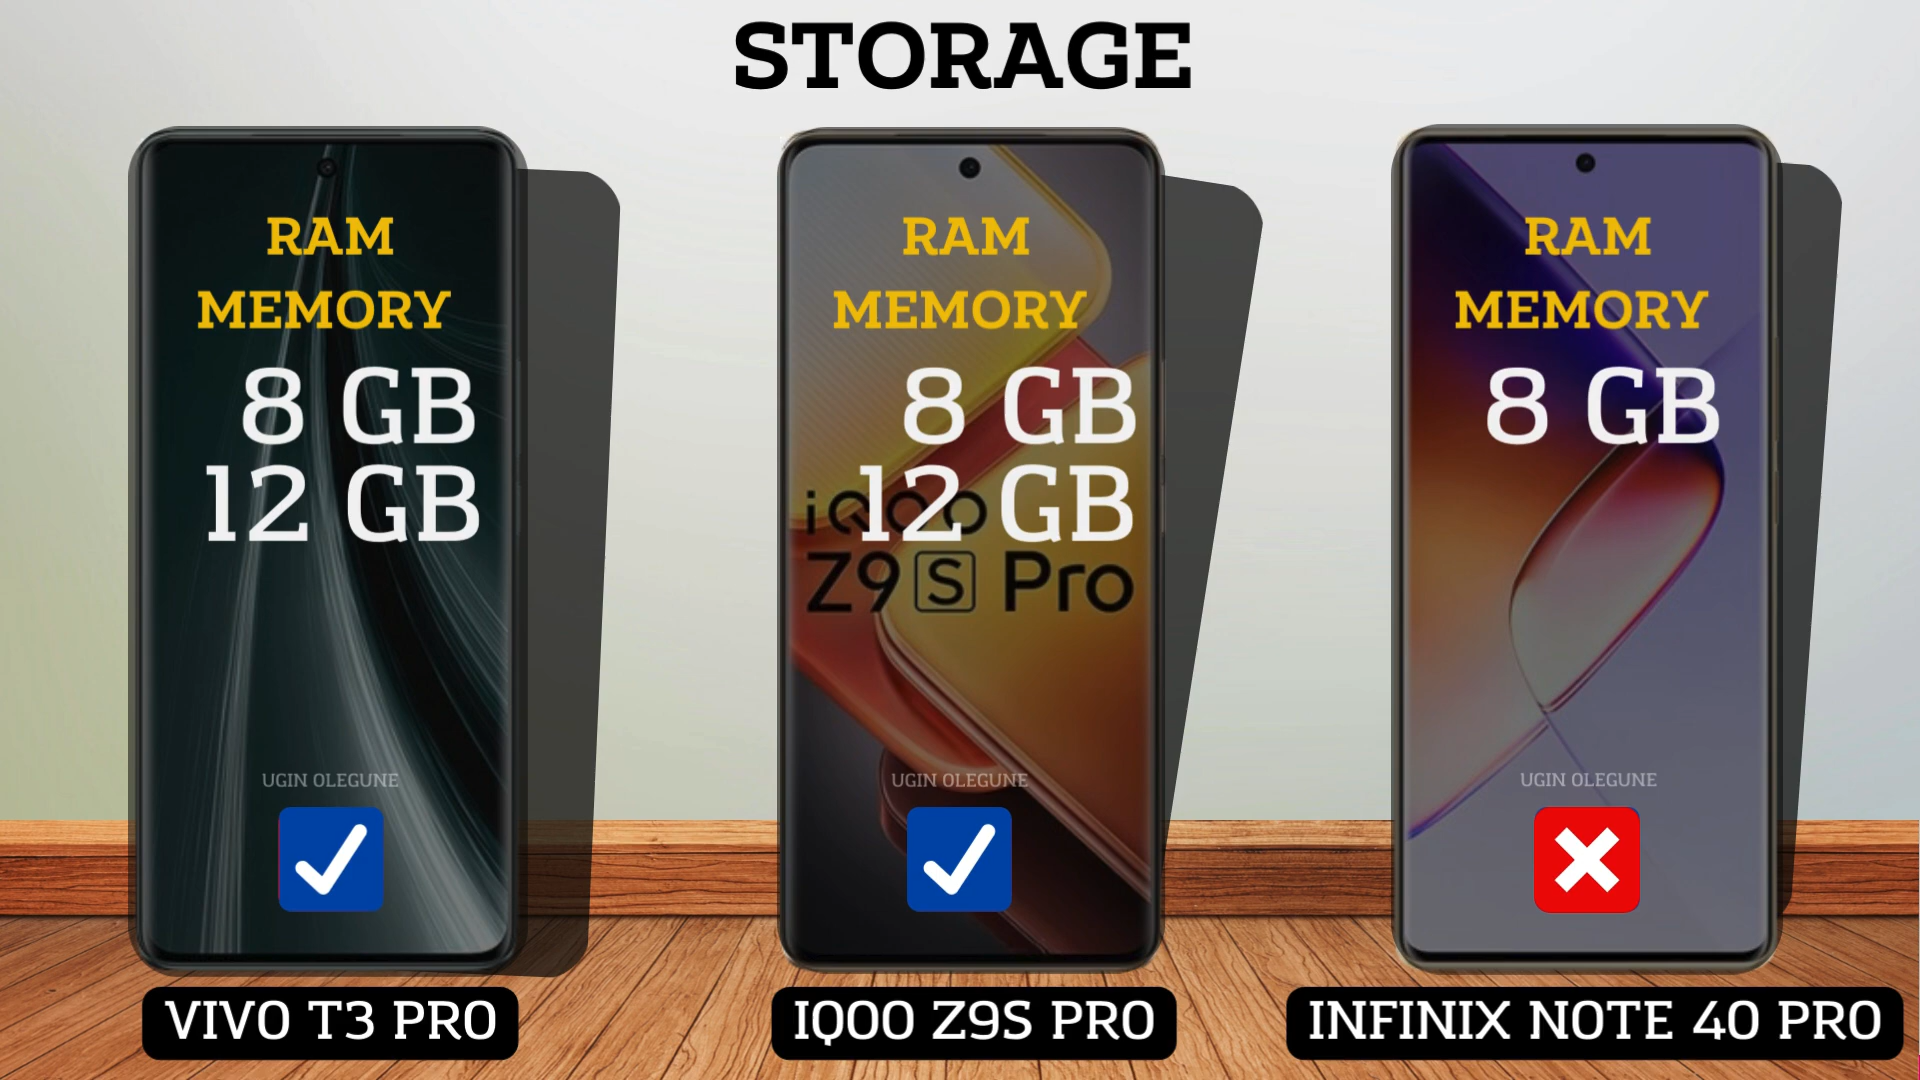 STORAGE
RAM
MEMORY
8 GB
12 GB
UGIN OLEGUNE
VIVO T3 PRO
RAM
MEMORY
8 GB
12 GB
iQOO
Z9S Pro
UGIN OLEGUNE
IQOO Z9S PRO
RAM
MEMORY
8 GB
UGIN OLEGUNE
INFINIX NOTE 40 PRO